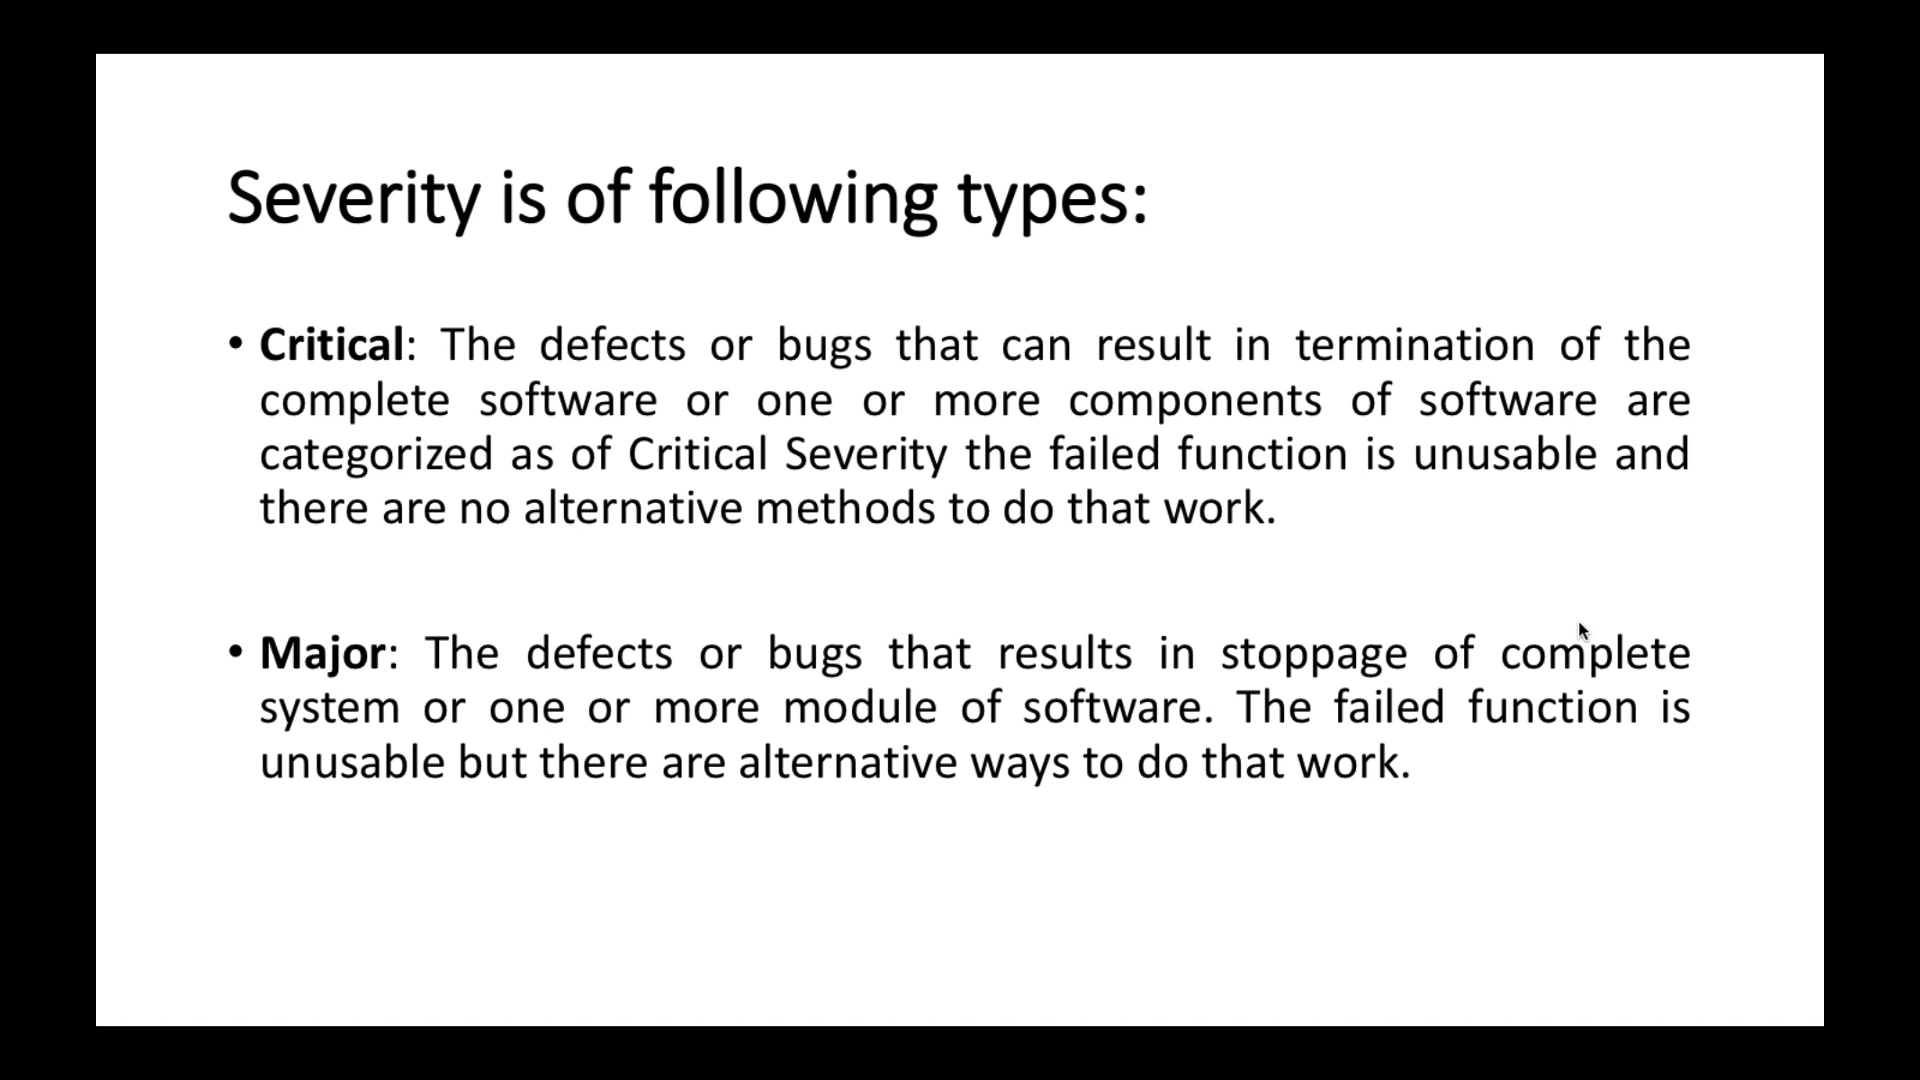 Severity is of following types:
• Critical: The defects or bugs that can result in termination of the
complete software or one or more components of software are
categorized as of Critical Severity the failed function is unusable and
there are no alternative methods to do that work.
• Major: The defects or bugs that results in stoppage of complete
system or one or more module of software. The failed function is
unusable but there are alternative ways to do that work.